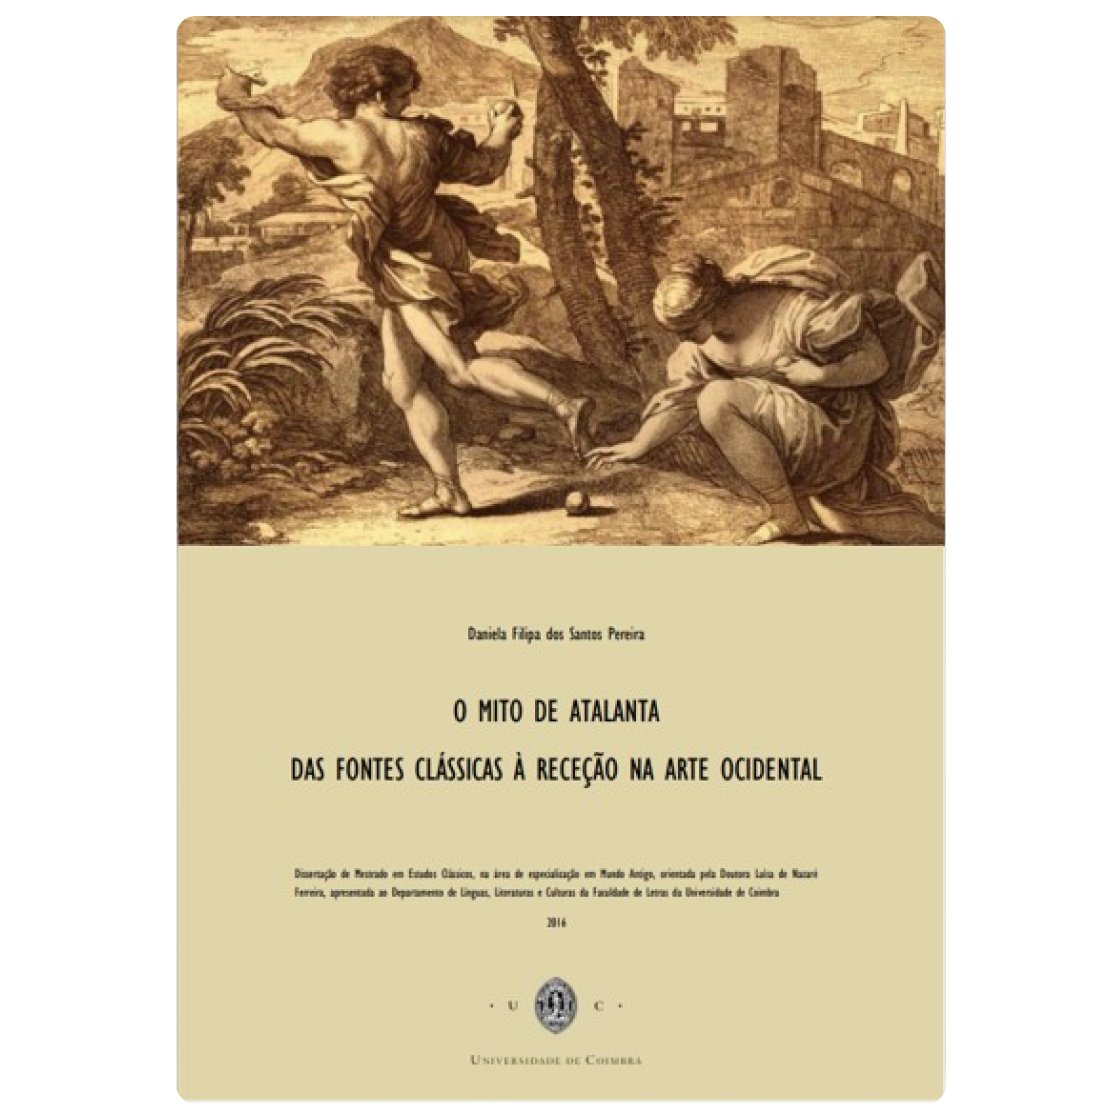 Daniela Filipa dos Santos Pereira
O MITO DE ATALANTA
DAS FONTES CLÁSSICAS À RECEÇÃO NA ARTE OCIDENTAL
Dissertação de Mestrado em Estudos Clássicos, na área de especialização em Mundo Antigo, orientada pela Doutora Luísa de Nazaré
Ferreira, apresentada ao Departamento de Línguas, Literaturas e Culturas da Faculdade de Letras da Universidade de Coimbra
2016
· U C ·
UNIVERSIDADE DE COIMBRA